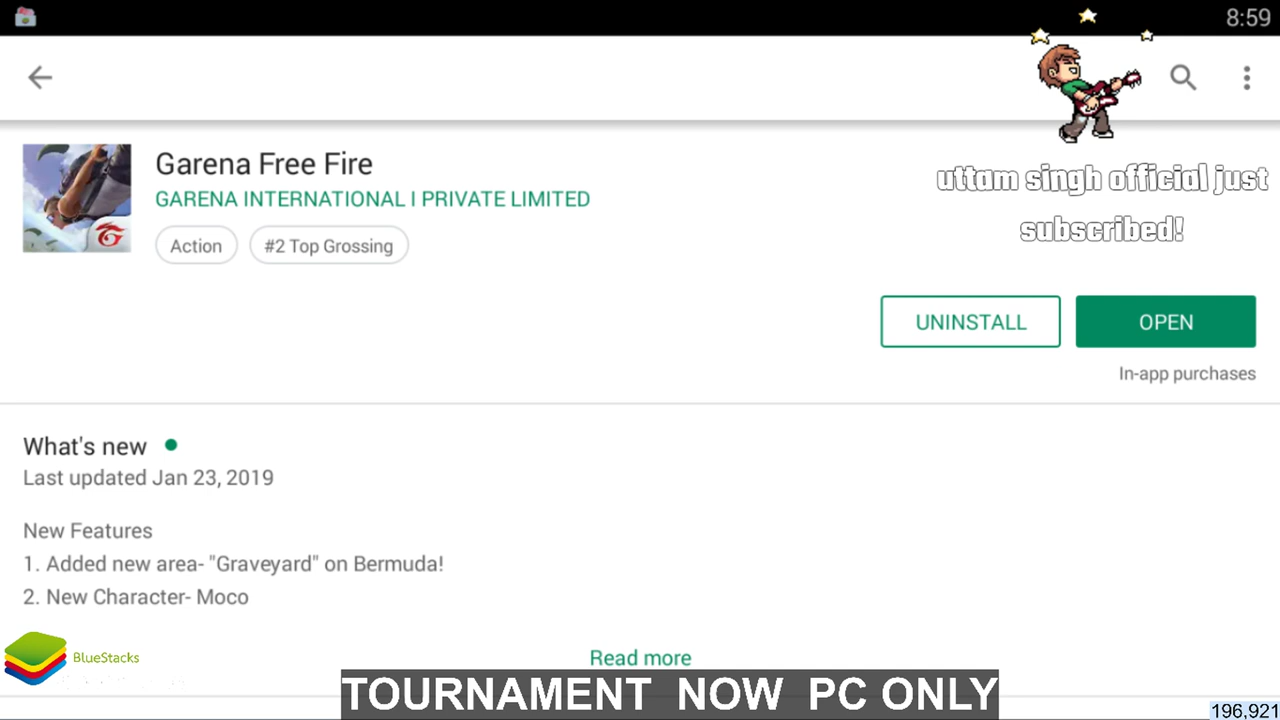 8:59
Garena Free Fire
GARENA INTERNATIONAL I PRIVATE LIMITED
Action
#2 Top Grossing
uttam singh official just
subscribed!
UNINSTALL
OPEN
In-app purchases
What's new
Last updated Jan 23, 2019
New Features
1. Added new area- "Graveyard" on Bermuda!
2. New Character- Moco
BlueStacks
Read more
TOURNAMENT NOW PC ONLY
196,921